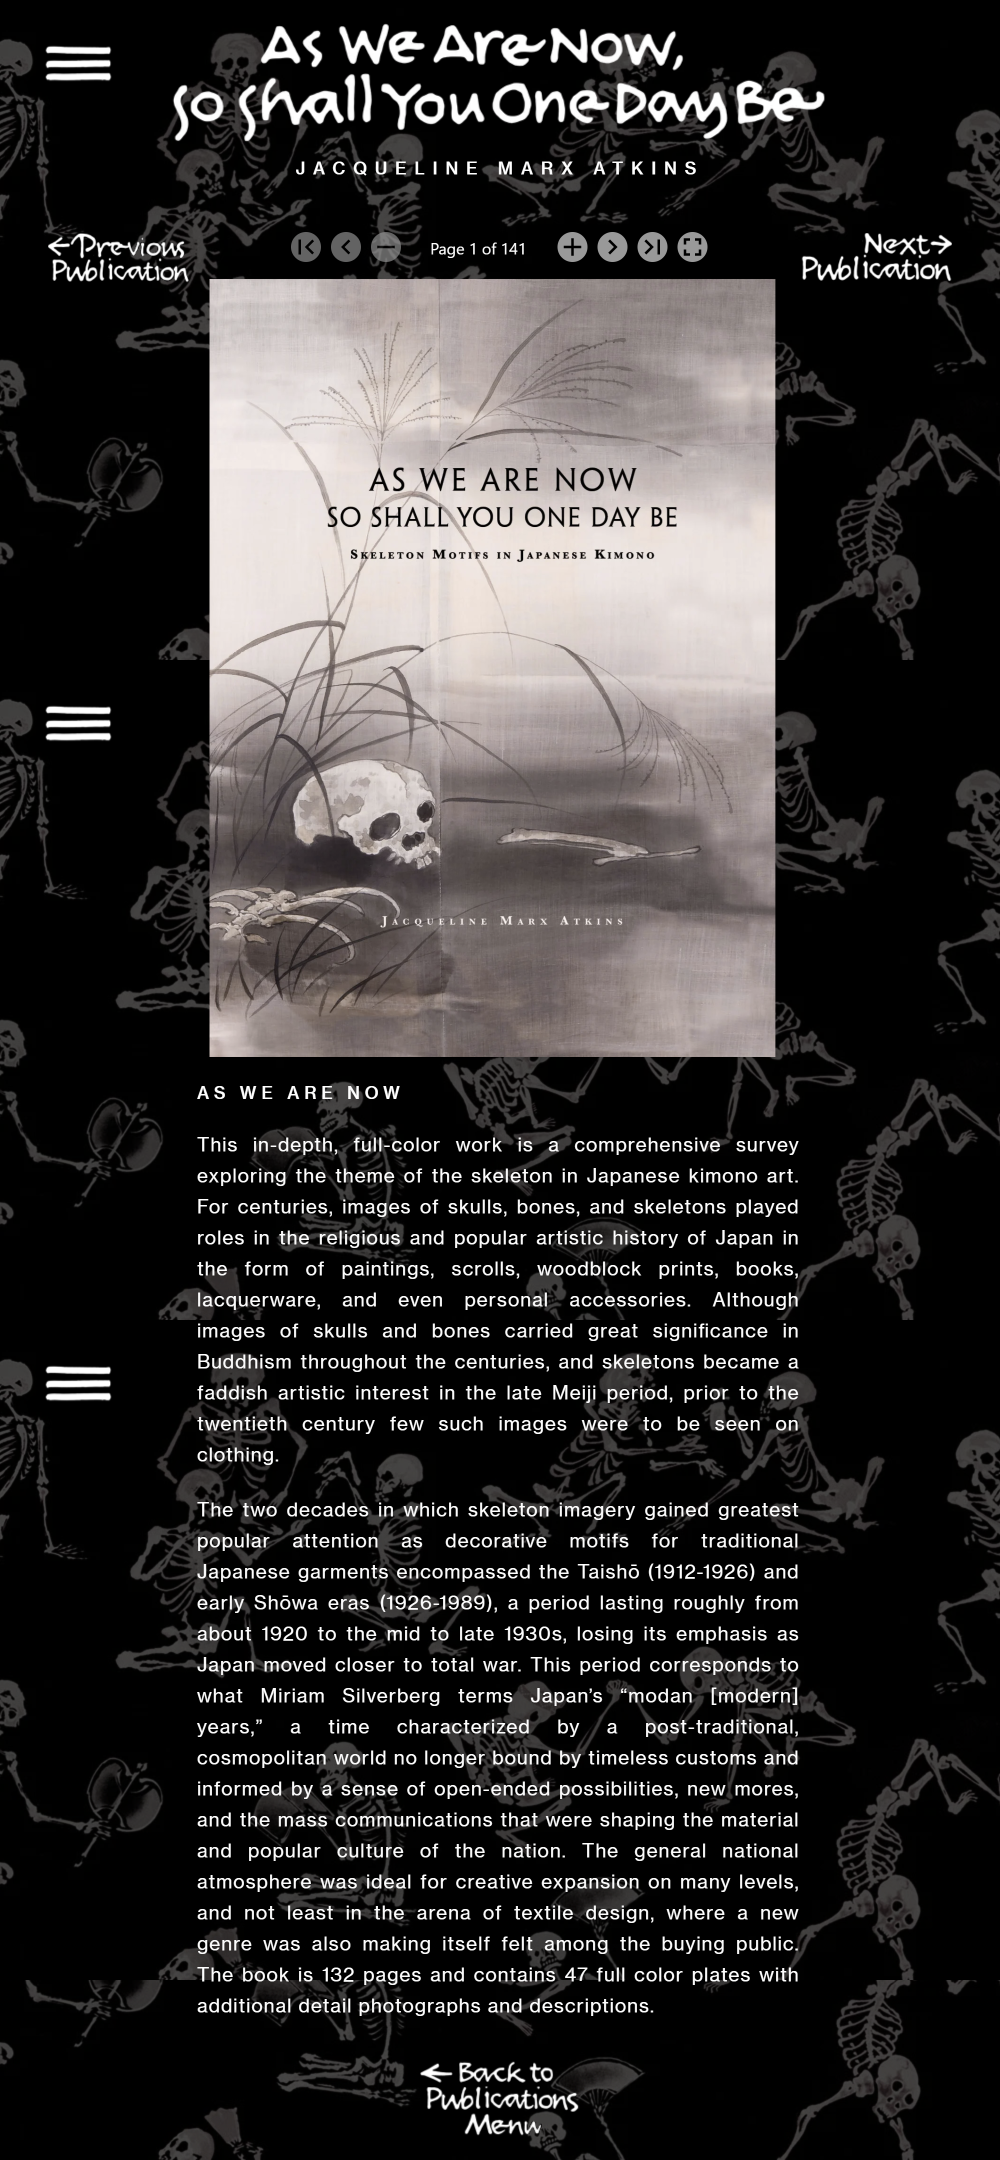 As We Are Now,
So Shall You One Day Be
JACQUELINE MARX ATKINS
←Previous
Publication
Page 1 of 141
Next→
Publication
AS WE ARE NOW
SO SHALL YOU ONE DAY BE
Skeleton Motifs in Japanese Kimono
Jacqueline Marx Atkins
AS WE ARE NOW
This in-depth, full-color work is a comprehensive survey
exploring the theme of the skeleton in Japanese kimono art.
For centuries, images of skulls, bones, and skeletons played
roles in the religious and popular artistic history of Japan in
the form of paintings, scrolls, woodblock prints, books,
lacquerware, and even personal accessories. Although
images of skulls and bones carried great significance in
Buddhism throughout the centuries, and skeletons became a
faddish artistic interest in the late Meiji period, prior to the
twentieth century few such images were to be seen on
clothing.
The two decades in which skeleton imagery gained greatest
popular attention as decorative motifs for traditional
Japanese garments encompassed the Taishō (1912-1926) and
early Shōwa eras (1926-1989), a period lasting roughly from
about 1920 to the mid to late 1930s, losing its emphasis as
Japan moved closer to total war. This period corresponds to
what Miriam Silverberg terms Japan’s “modan [modern]
years,” a time characterized by a post-traditional,
cosmopolitan world no longer bound by timeless customs and
informed by a sense of open-ended possibilities, new mores,
and the mass communications that were shaping the material
and popular culture of the nation. The general national
atmosphere was ideal for creative expansion on many levels,
and not least in the arena of textile design, where a new
genre was also making itself felt among the buying public.
The book is 132 pages and contains 47 full color plates with
additional detail photographs and descriptions.
←Back to
Publications
Menu